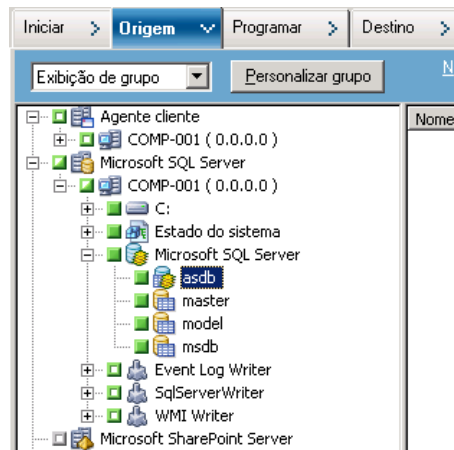 Iniciar > Origem Programar > Destino >
Exibição de grupo Personalizar grupo N
Agente cliente Nome
COMP-001 ( 0.0.0.0 )
Microsoft SQL Server
COMP-001 ( 0.0.0.0 )
C:
Estado do sistema
Microsoft SQL Server
asdb
master
model
msdb
Event Log Writer
SqlServerWriter
WMI Writer
Microsoft SharePoint Server